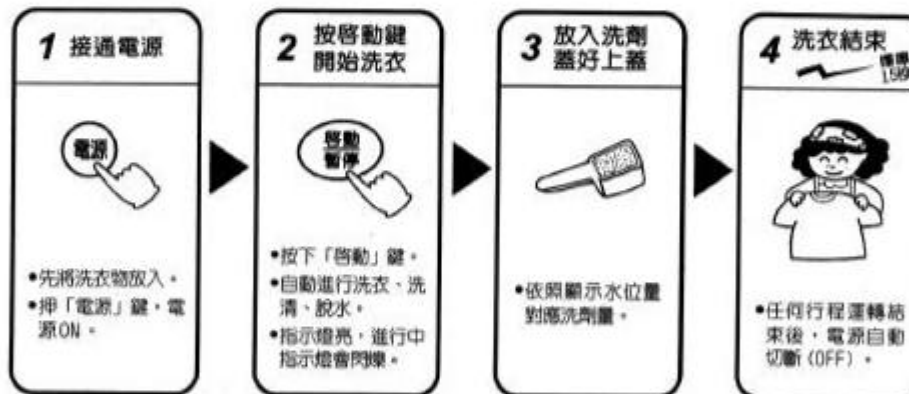 1 接通電源
電源
●先將洗衣物放入。
●押「電源」鍵，電
源ON。
2 按啓動鍵
開始洗衣
啓動
暫停
●按下「啓動」鍵。
●自動進行洗衣、洗
清、脫水。
●指示燈亮，進行中
指示燈會閃爍。
3 放入洗劑
蓋好上蓋
●依照顯示水位量
對應洗劑量。
4 洗衣結束
●任何行程運轉結
束後，電源自動
切斷(OFF)。